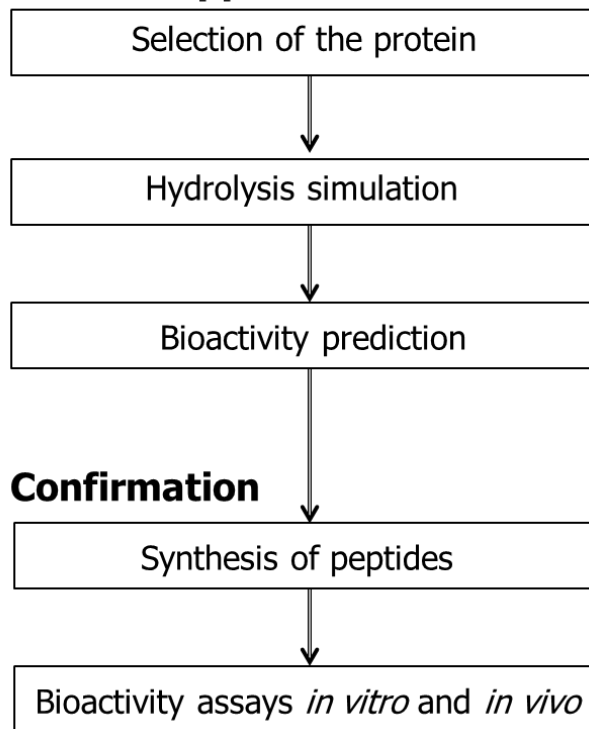 Selection of the protein
Hydrolysis simulation
Bioactivity prediction
Confirmation
Synthesis of peptides
Bioactivity assays in vitro and in vivo